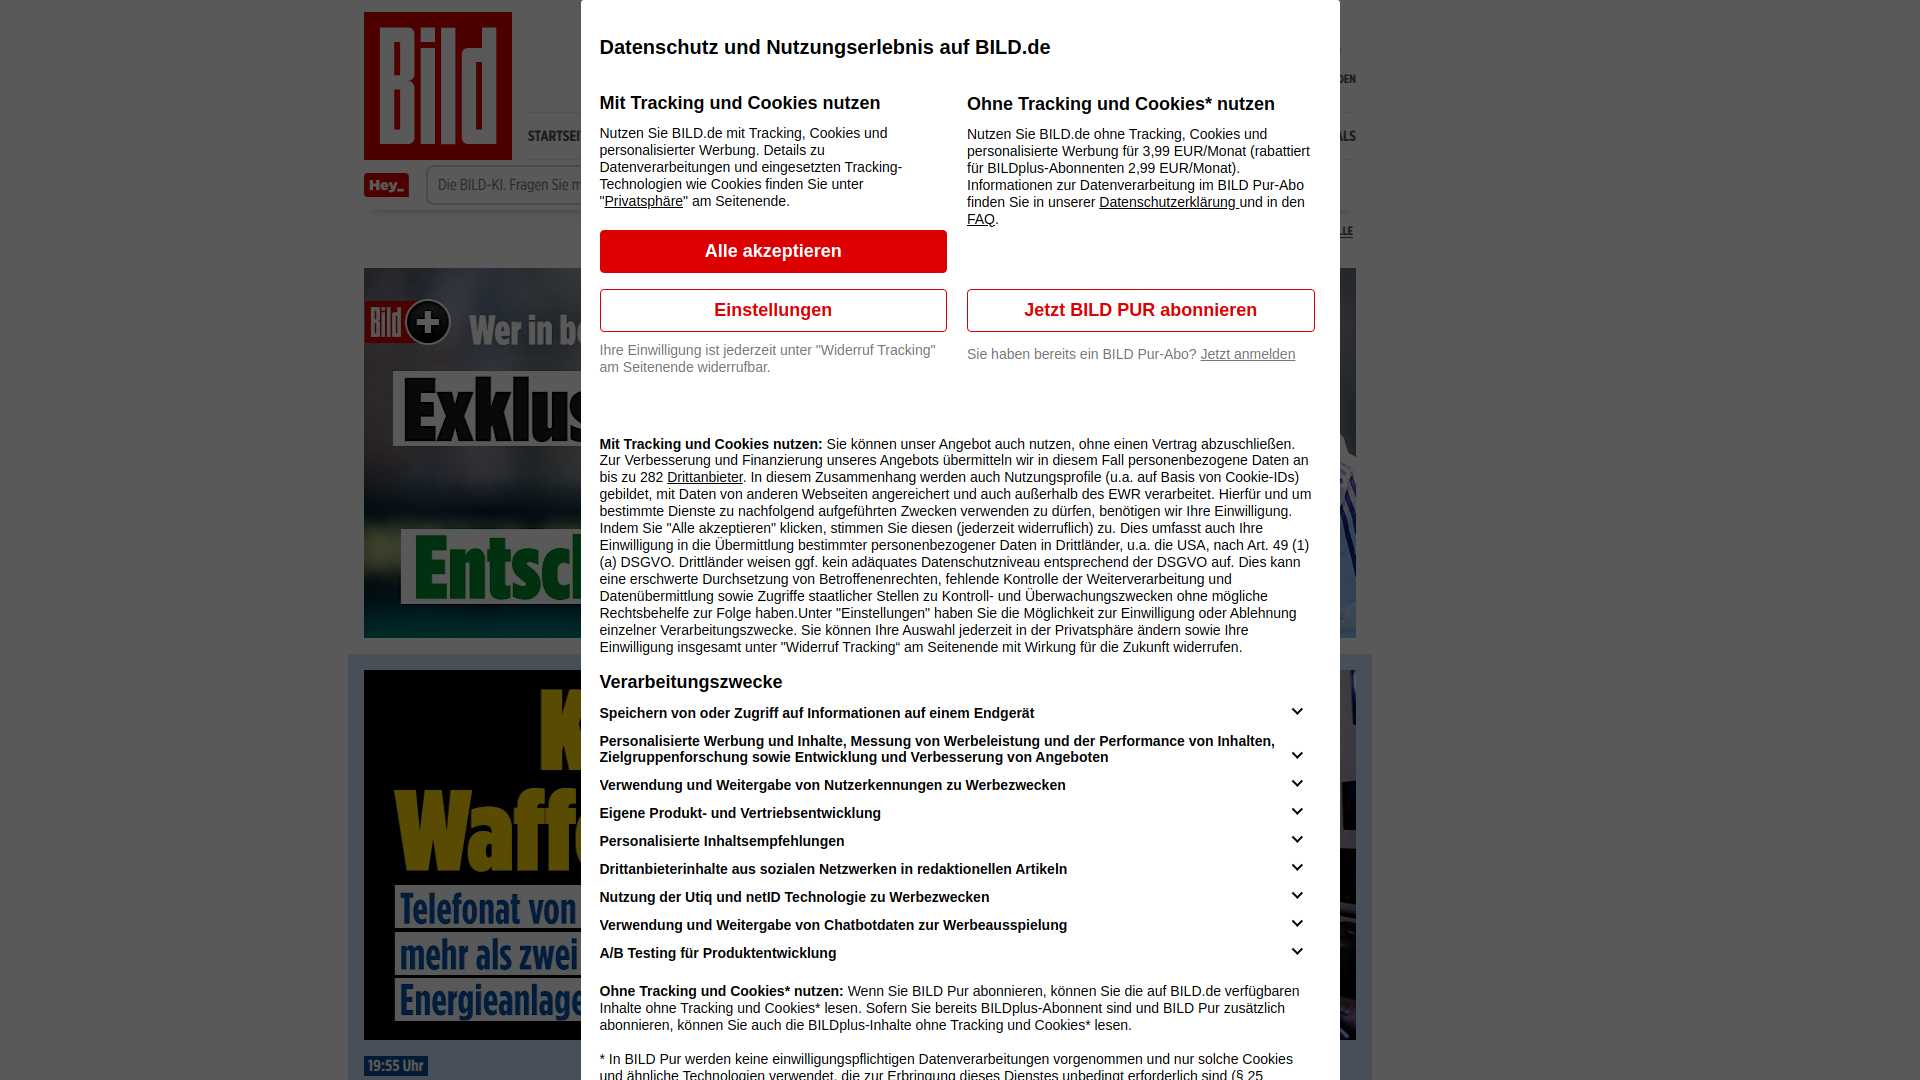 Bild
Datenschutz und Nutzungserlebnis auf BILD.de
Mit Tracking und Cookies nutzen
Nutzen Sie BILD.de mit Tracking, Cookies und
personalisierter Werbung. Details zu
Datenverarbeitungen und eingesetzten Tracking-
Technologien wie Cookies finden Sie unter
"Privatsphäre" am Seitenende.
Alle akzeptieren
Einstellungen
Ihre Einwilligung ist jederzeit unter "Widerruf Tracking"
am Seitenende widerrufbar.
Ohne Tracking und Cookies* nutzen
Nutzen Sie BILD.de ohne Tracking, Cookies und
personalisierte Werbung für 3,99 EUR/Monat (rabattiert
für BILDplus-Abonnenten 2,99 EUR/Monat).
Informationen zur Datenverarbeitung im BILD Pur-Abo
finden Sie in unserer Datenschutzerklärung und in den
FAQ.
Jetzt BILD PUR abonnieren
Sie haben bereits ein BILD Pur-Abo? Jetzt anmelden
Mit Tracking und Cookies nutzen: Sie können unser Angebot auch nutzen, ohne einen Vertrag abzuschließen.
Zur Verbesserung und Finanzierung unseres Angebots übermitteln wir in diesem Fall personenbezogene Daten an
bis zu 282 Drittanbieter. In diesem Zusammenhang werden auch Nutzungsprofile (u.a. auf Basis von Cookie-IDs)
gebildet, mit Daten von anderen Webseiten angereichert und auch außerhalb des EWR verarbeitet. Hierfür und um
bestimmte Dienste zu nachfolgend aufgeführten Zwecken verwenden zu dürfen, benötigen wir Ihre Einwilligung.
Indem Sie "Alle akzeptieren" klicken, stimmen Sie diesen (jederzeit widerruflich) zu. Dies umfasst auch Ihre
Einwilligung in die Übermittlung bestimmter personenbezogener Daten in Drittländer, u.a. die USA, nach Art. 49 (1)
(a) DSGVO. Drittländer weisen ggf. kein adäquates Datenschutzniveau entsprechend der DSGVO auf. Dies kann
eine erschwerte Durchsetzung von Betroffenenrechten, fehlende Kontrolle der Weiterverarbeitung und
Datenübermittlung sowie Zugriffe staatlicher Stellen zu Kontroll- und Überwachungszwecken ohne mögliche
Rechtsbehelfe zur Folge haben.Unter "Einstellungen" haben Sie die Möglichkeit zur Einwilligung oder Ablehnung
einzelner Verarbeitungszwecke. Sie können Ihre Auswahl jederzeit in der Privatsphäre ändern sowie Ihre
Einwilligung insgesamt unter "Widerruf Tracking“ am Seitenende mit Wirkung für die Zukunft widerrufen.
Verarbeitungszwecke
Speichern von oder Zugriff auf Informationen auf einem Endgerät
Personalisierte Werbung und Inhalte, Messung von Werbeleistung und der Performance von Inhalten,
Zielgruppenforschung sowie Entwicklung und Verbesserung von Angeboten
Verwendung und Weitergabe von Nutzerkennungen zu Werbezwecken
Eigene Produkt- und Vertriebsentwicklung
Personalisierte Inhaltsempfehlungen
Drittanbieterinhalte aus sozialen Netzwerken in redaktionellen Artikeln
Nutzung der Utiq und netID Technologie zu Werbezwecken
Verwendung und Weitergabe von Chatbotdaten zur Werbeausspielung
A/B Testing für Produktentwicklung
Ohne Tracking und Cookies* nutzen: Wenn Sie BILD Pur abonnieren, können Sie die auf BILD.de verfügbaren
Inhalte ohne Tracking und Cookies* lesen. Sofern Sie bereits BILDplus-Abonnent sind und BILD Pur zusätzlich
abonnieren, können Sie auch die BILDplus-Inhalte ohne Tracking und Cookies* lesen.
* In BILD Pur werden keine einwilligungspflichtigen Datenverarbeitungen vorgenommen und nur solche Cookies
und ähnliche Technologien verwendet, die zur Erbringung dieses Dienstes unbedingt erforderlich sind (§ 25
STARTSEI
Hey_
Die BILD-KI. Fragen Sie m
Bild +
Wer in b
Exklus
Entsch
K
Waff
Telefonat von
mehr als zwei
Energieanlage
19:55 Uhr
DEN
ALS
LLE